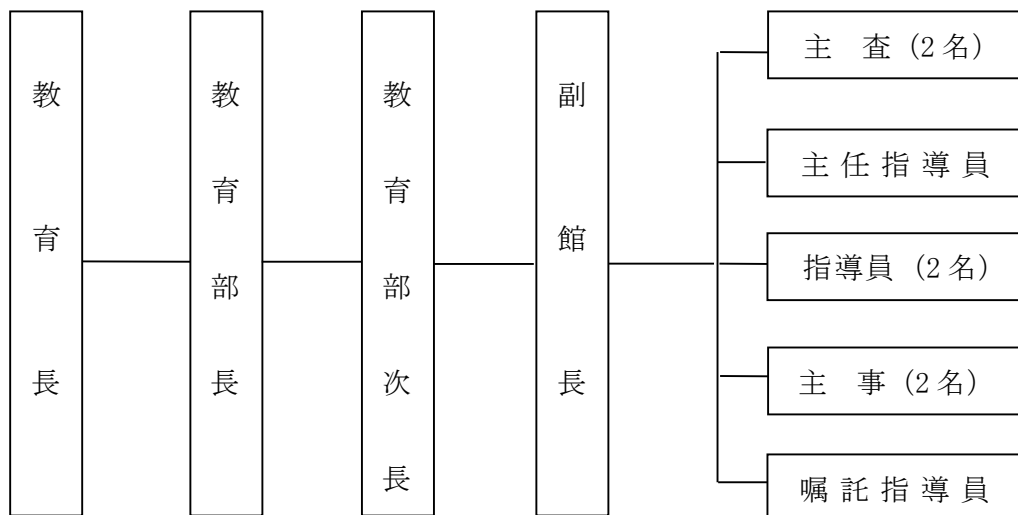 教育長
教育部長
教育部次長
副館長
主　査（2名）
主任指導員
指導員（2名）
主　事（2名）
嘱託指導員